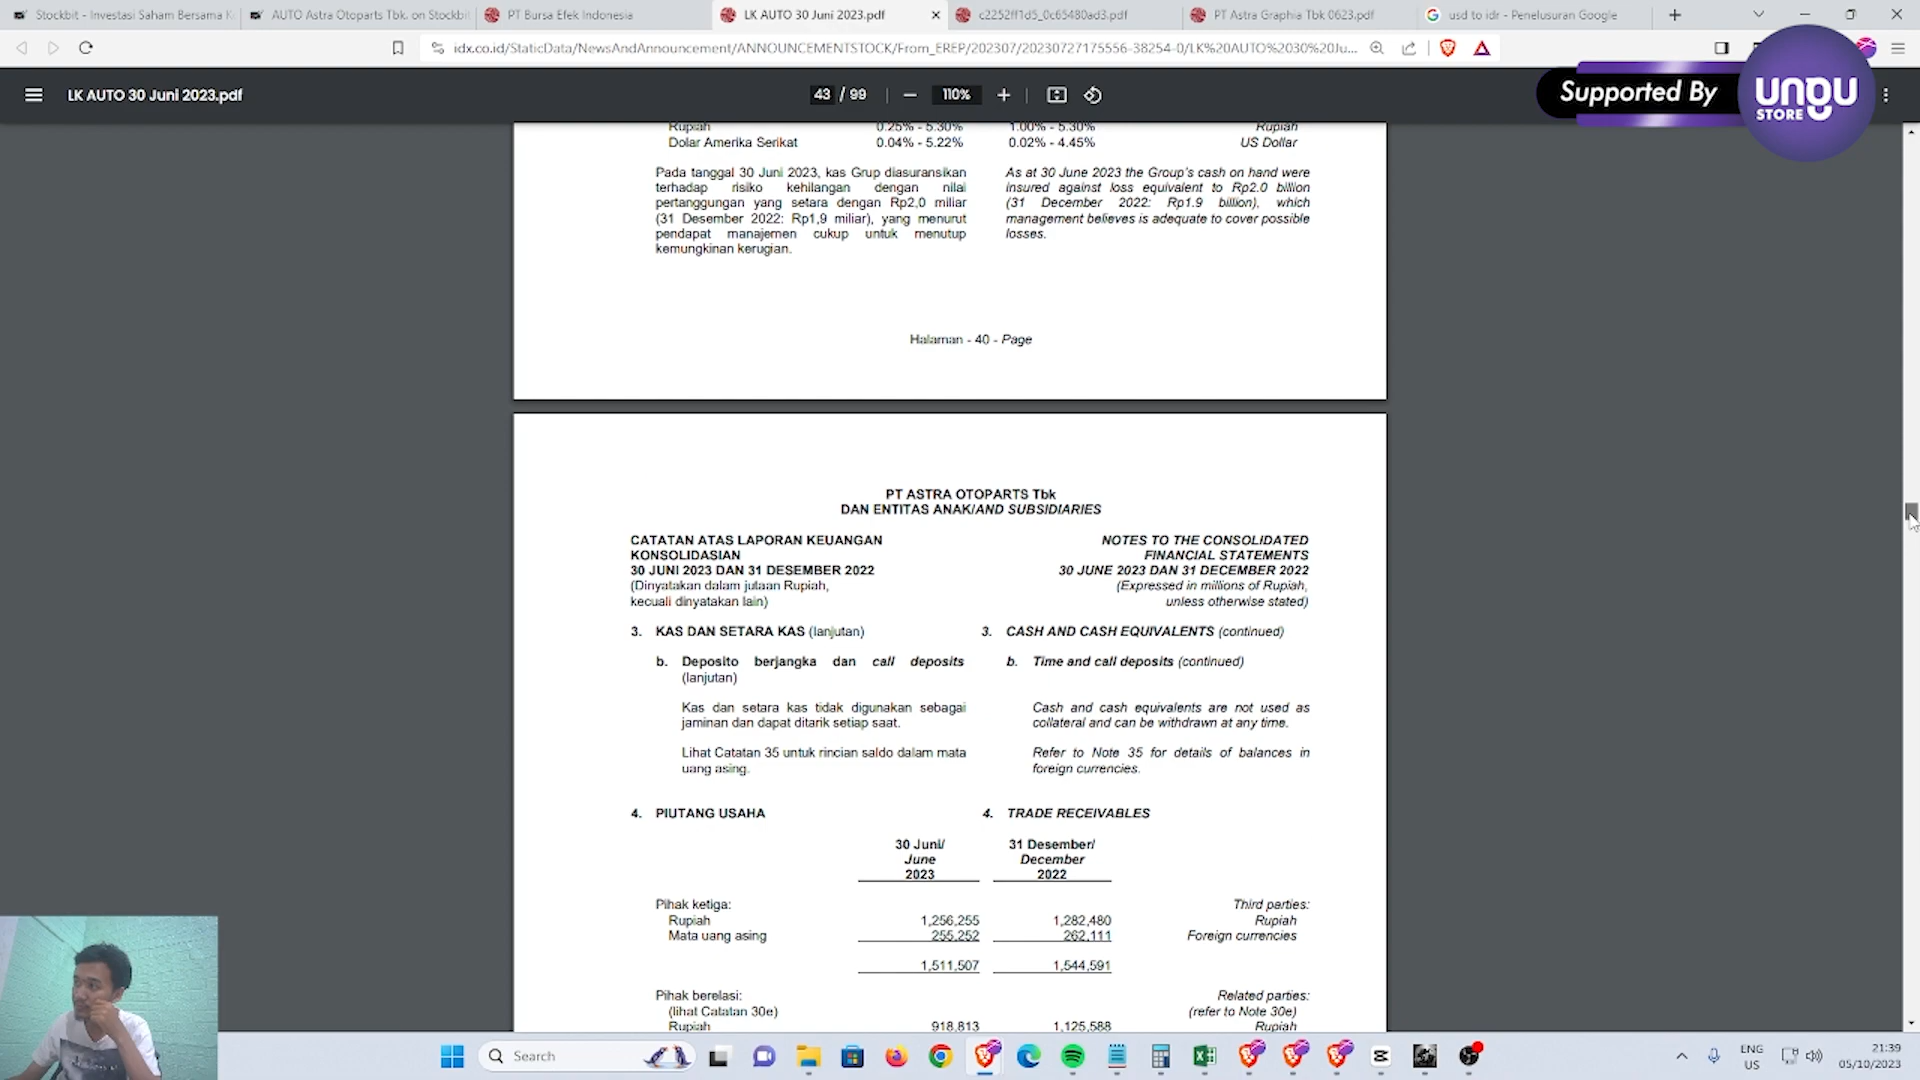 Stockbit - Investasi Saham Bersama K
AUTO Astra Otoparts Tbk. on Stockbit
PT Bursa Efek Indonesia
LK AUTO 30 Juni 2023.pdf
c2252ff1d5_0c65480ad3.pdf
PT Astra Graphia Tbk 0623.pdf
usd to idr - Penelusuran Google
idx.co.id/StaticData/NewsAndAnnouncement/ANNOUNCEMENTSTOCK/From_EREP/202307/20230727175556-38254-0/LK%20AUTO%2030%20Ju...
LK AUTO 30 Juni 2023.pdf
43 / 99
110%
Supported By
ungu
STORE
Rupiah 0.25% - 5.30% 1.00% - 5.30% Rupiah
Dolar Amerika Serikat 0.04% - 5.22% 0.02% - 4.45% US Dollar
Pada tanggal 30 Juni 2023, kas Grup diasuransikan
terhadap risiko kehilangan dengan nilai
pertanggungan yang setara dengan Rp2,0 miliar
(31 Desember 2022: Rp1,9 miliar), yang menurut
pendapat manajemen cukup untuk menutup
kemungkinan kerugian.
As at 30 June 2023 the Group's cash on hand were
insured against loss equivalent to Rp2.0 billion
(31 December 2022: Rp1.9 billion), which
management believes is adequate to cover possible
losses.
Halaman - 40 - Page
PT ASTRA OTOPARTS Tbk
DAN ENTITAS ANAK/AND SUBSIDIARIES
CATATAN ATAS LAPORAN KEUANGAN
KONSOLIDASIAN
30 JUNI 2023 DAN 31 DESEMBER 2022
(Dinyatakan dalam jutaan Rupiah,
kecuali dinyatakan lain)
NOTES TO THE CONSOLIDATED
FINANCIAL STATEMENTS
30 JUNE 2023 DAN 31 DECEMBER 2022
(Expressed in millions of Rupiah,
unless otherwise stated)
3. KAS DAN SETARA KAS (lanjutan)
3. CASH AND CASH EQUIVALENTS (continued)
b. Deposito berjangka dan call deposits
(lanjutan)
b. Time and call deposits (continued)
Kas dan setara kas tidak digunakan sebagai
jaminan dan dapat ditarik setiap saat.
Cash and cash equivalents are not used as
collateral and can be withdrawn at any time.
Lihat Catatan 35 untuk rincian saldo dalam mata
uang asing.
Refer to Note 35 for details of balances in
foreign currencies.
4. PIUTANG USAHA
4. TRADE RECEIVABLES
30 Juni/
June
2023
31 Desember/
December
2022
Pihak ketiga: Third parties:
Rupiah 1,256,255 1,282,480 Rupiah
Mata uang asing 255,252 262,111 Foreign currencies
1,511,507 1,544,591
Pihak berelasi: Related parties:
(lihat Catatan 30e) (refer to Note 30e)
Rupiah 918,813 1,125,588 Rupiah
Search
ENG
US
21:39
05/10/2023